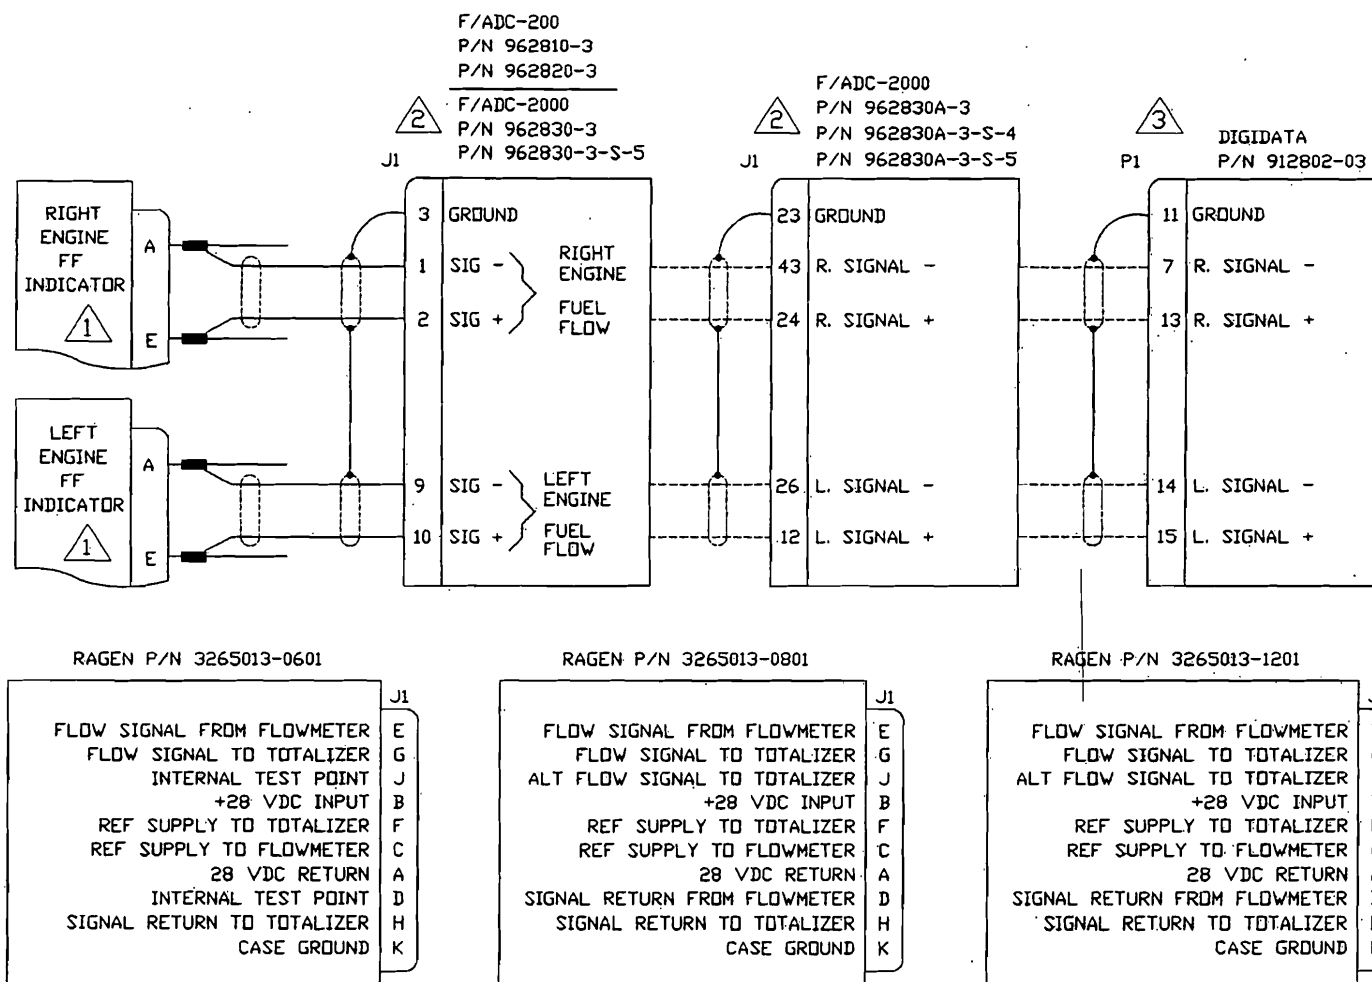 F/ADC-200
P/N 962810-3
P/N 962820-3
F/ADC-2000
P/N 962830-3
P/N 962830-3-S-5
2
J1
F/ADC-2000
P/N 962830A-3
P/N 962830A-3-S-4
P/N 962830A-3-S-5
2
J1
3
DIGIDATA
P/N 912802-03
P1
RIGHT
ENGINE
FF
INDICATOR
1
A
E
3 GROUND
1 SIG -
2 SIG +
RIGHT
ENGINE
FUEL
FLOW
23 GROUND
43 R. SIGNAL -
24 R. SIGNAL +
11 GROUND
7 R. SIGNAL -
13 R. SIGNAL +
LEFT
ENGINE
FF
INDICATOR
1
A
E
9 SIG -
10 SIG +
LEFT
ENGINE
FUEL
FLOW
26 L. SIGNAL -
12 L. SIGNAL +
14 L. SIGNAL -
15 L. SIGNAL +
RAGEN P/N 3265013-0601
J1
FLOW SIGNAL FROM FLOWMETER E
FLOW SIGNAL TO TOTALIZER G
INTERNAL TEST POINT J
+28 VDC INPUT B
REF SUPPLY TO TOTALIZER F
REF SUPPLY TO FLOWMETER C
28 VDC RETURN A
INTERNAL TEST POINT D
SIGNAL RETURN TO TOTALIZER H
CASE GROUND K
RAGEN P/N 3265013-0801
J1
FLOW SIGNAL FROM FLOWMETER E
FLOW SIGNAL TO TOTALIZER G
ALT FLOW SIGNAL TO TOTALIZER J
+28 VDC INPUT B
REF SUPPLY TO TOTALIZER F
REF SUPPLY TO FLOWMETER C
28 VDC RETURN A
SIGNAL RETURN FROM FLOWMETER D
SIGNAL RETURN TO TOTALIZER H
CASE GROUND K
RAGEN P/N 3265013-1201
FLOW SIGNAL FROM FLOWMETER
FLOW SIGNAL TO TOTALIZER
ALT FLOW SIGNAL TO TOTALIZER
+28 VDC INPUT
REF SUPPLY TO TOTALIZER
REF SUPPLY TO FLOWMETER
28 VDC RETURN
SIGNAL RETURN FROM FLOWMETER
SIGNAL RETURN TO TOTALIZER
CASE GROUND